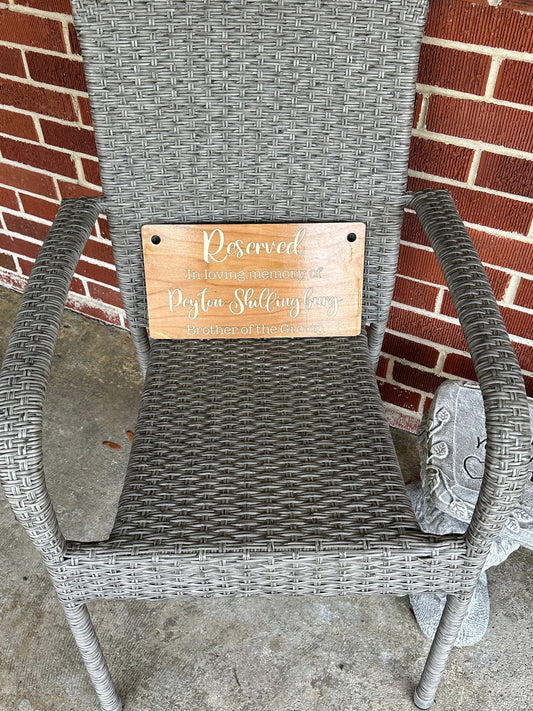 Reserved
In loving memory of
Peyton Shillingburg
Brother of the Groom